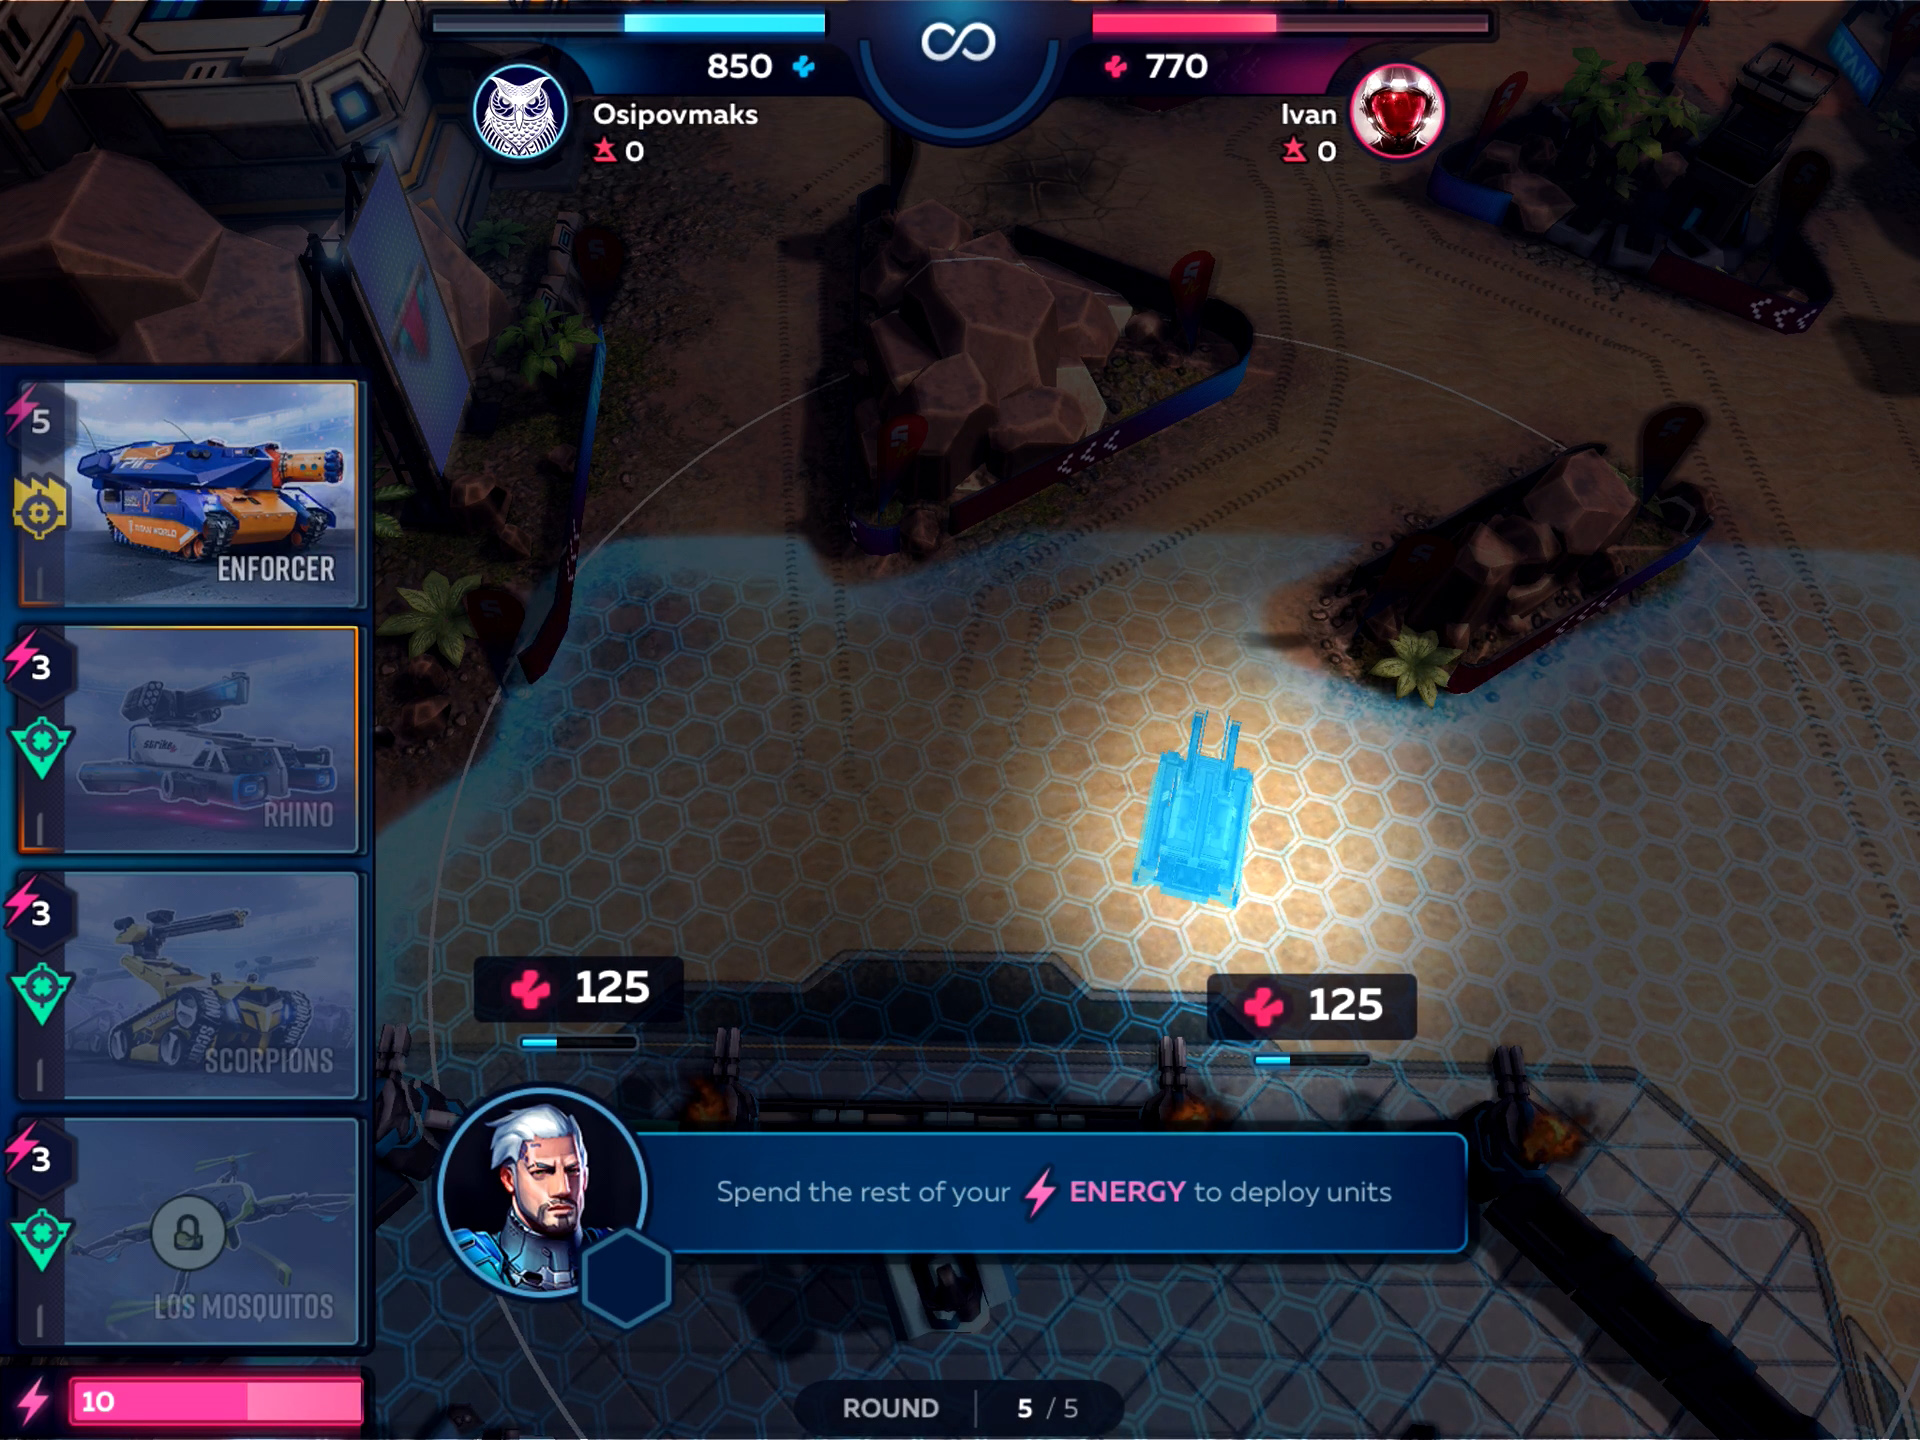 850
770
Osipovmaks
0
Ivan
0
5
ENFORCER
3
strike
RHINO
3
SCORPIONS
3
LOS MOSQUITOS
10
125
125
Spend the rest of your ENERGY to deploy units
ROUND 5 / 5